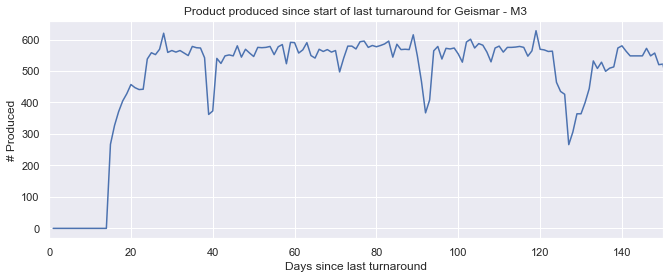 Product produced since start of last turnaround for Geismar - M3
# Produced
600
500
400
300
200
100
0
0 20 40 60 80 100 120 140
Days since last turnaround